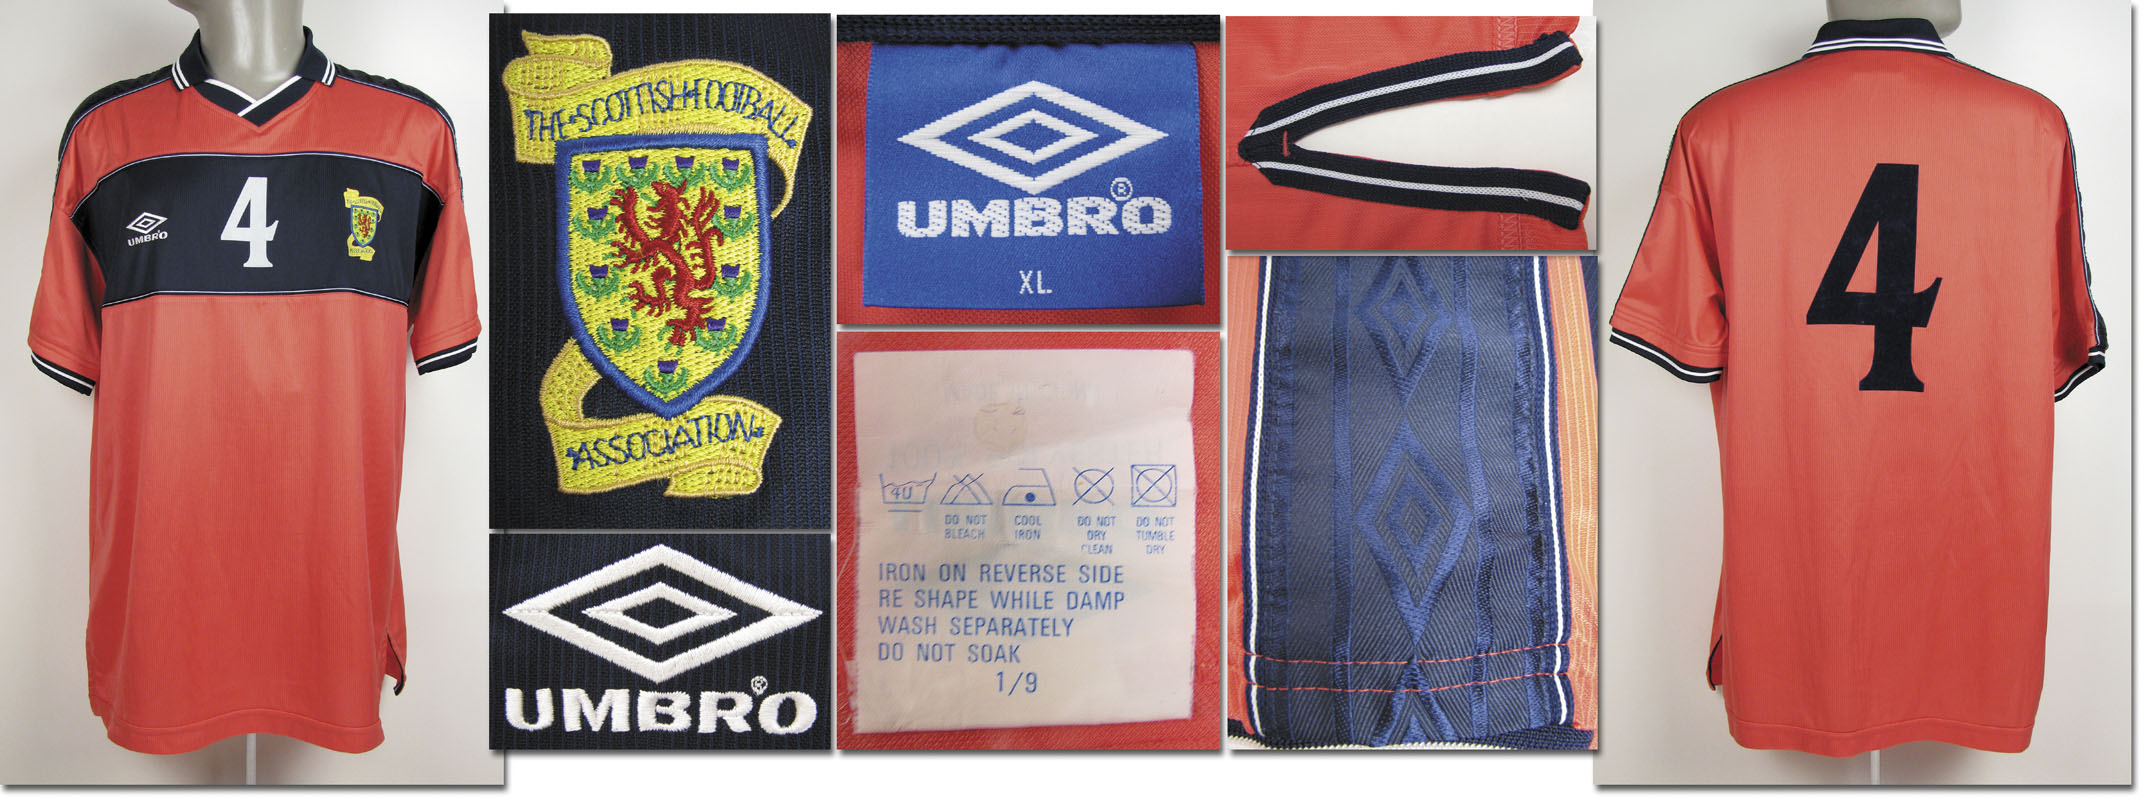 4
UMBRO
THE SCOTTISH FOOTBALL
ASSOCIATION
UMBRO®
UMBRO®
XL
40
DO NOT BLEACH
COOL IRON
DO NOT DRY CLEAN
DO NOT TUMBLE DRY
IRON ON REVERSE SIDE
RE SHAPE WHILE DAMP
WASH SEPARATELY
DO NOT SOAK
1/9
4